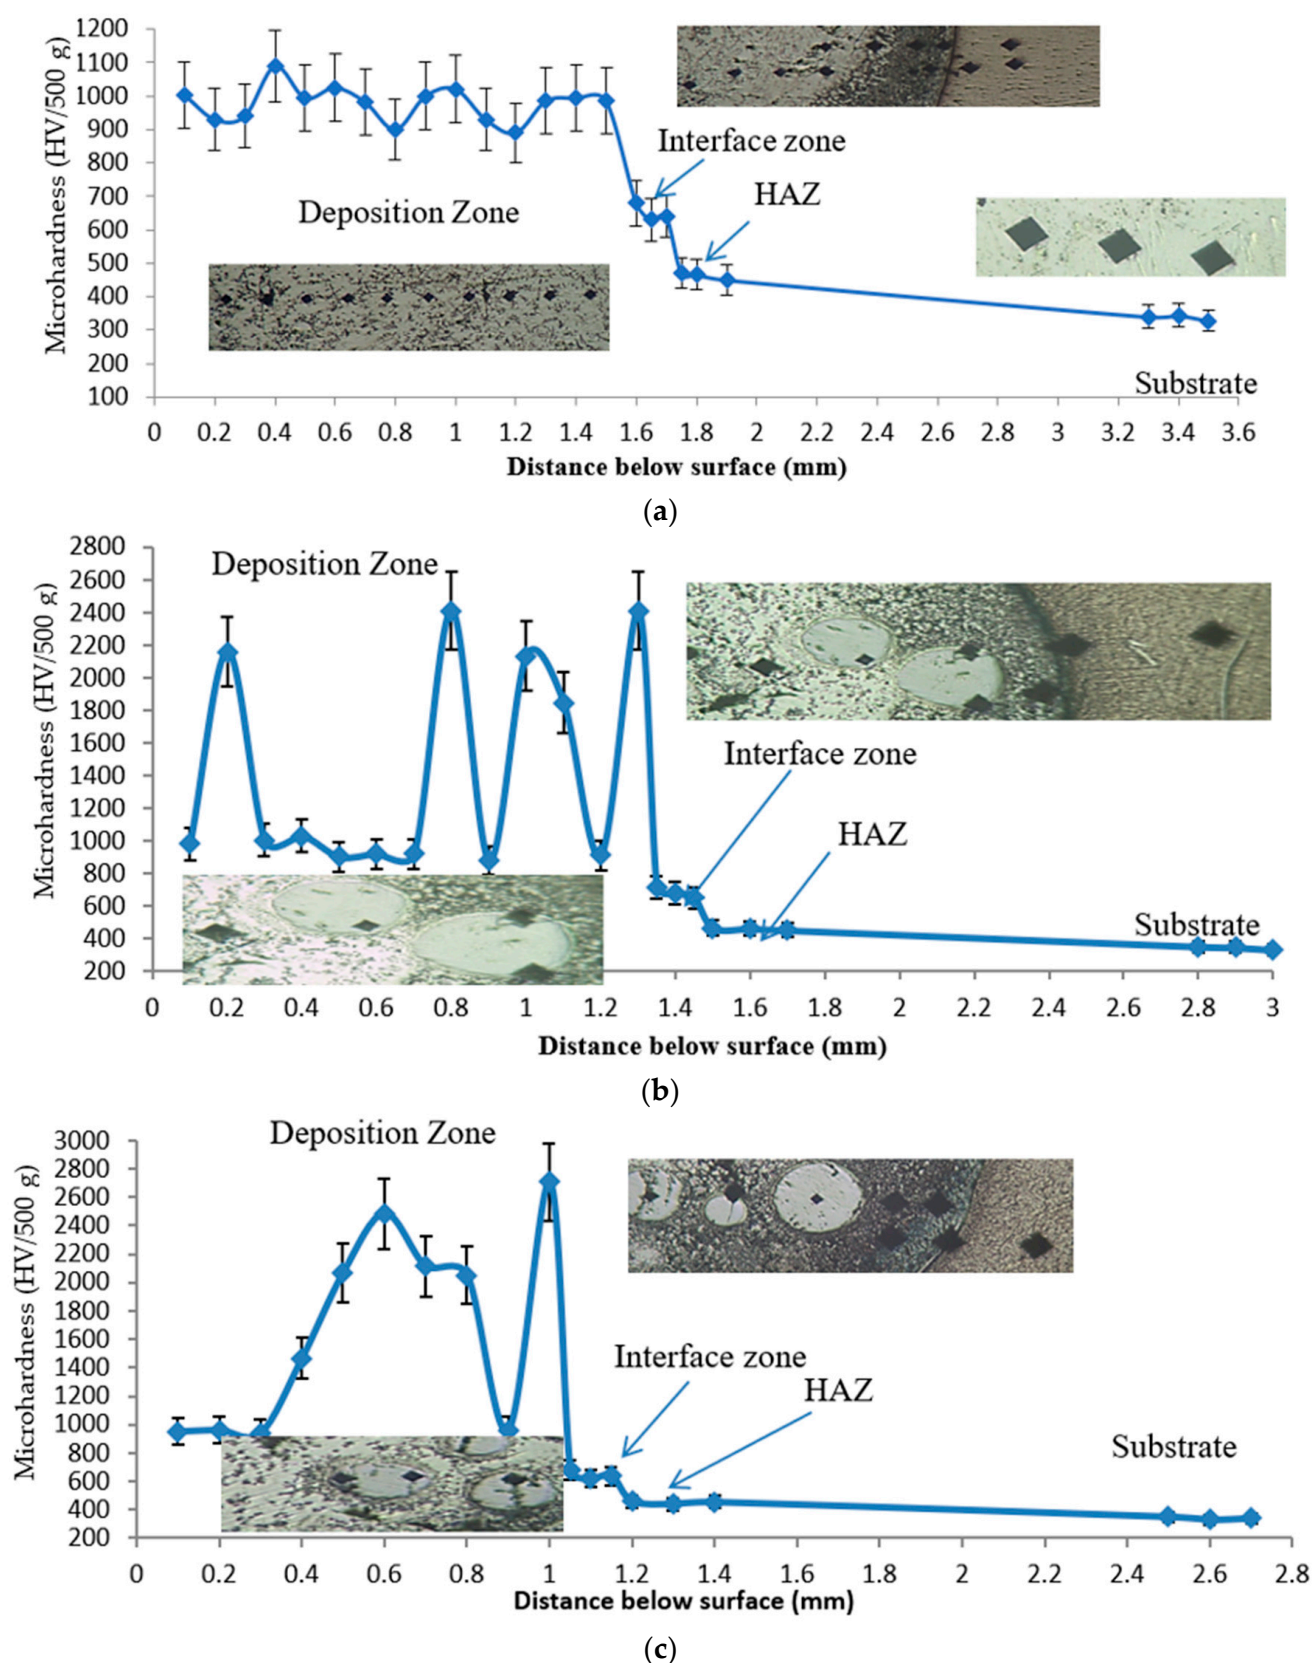 1200
1100
1000
900
800
700
600
500
400
300
200
100
Microhardness (HV/500 g)
Interface zone
HAZ
Deposition Zone
Substrate
0 0.2 0.4 0.6 0.8 1 1.2 1.4 1.6 1.8 2 2.2 2.4 2.6 2.8 3 3.2 3.4 3.6
Distance below surface (mm)
(a)
2800
2600
2400
2200
2000
1800
1600
1400
1200
1000
800
600
400
200
Microhardness (HV/500 g)
Deposition Zone
Interface zone
HAZ
Substrate
0 0.2 0.4 0.6 0.8 1 1.2 1.4 1.6 1.8 2 2.2 2.4 2.6 2.8 3
Distance below surface (mm)
(b)
3000
2800
2600
2400
2200
2000
1800
1600
1400
1200
1000
800
600
400
200
Microhardness (HV/500 g)
Deposition Zone
Interface zone
HAZ
Substrate
0 0.2 0.4 0.6 0.8 1 1.2 1.4 1.6 1.8 2 2.2 2.4 2.6 2.8
Distance below surface (mm)
(c)